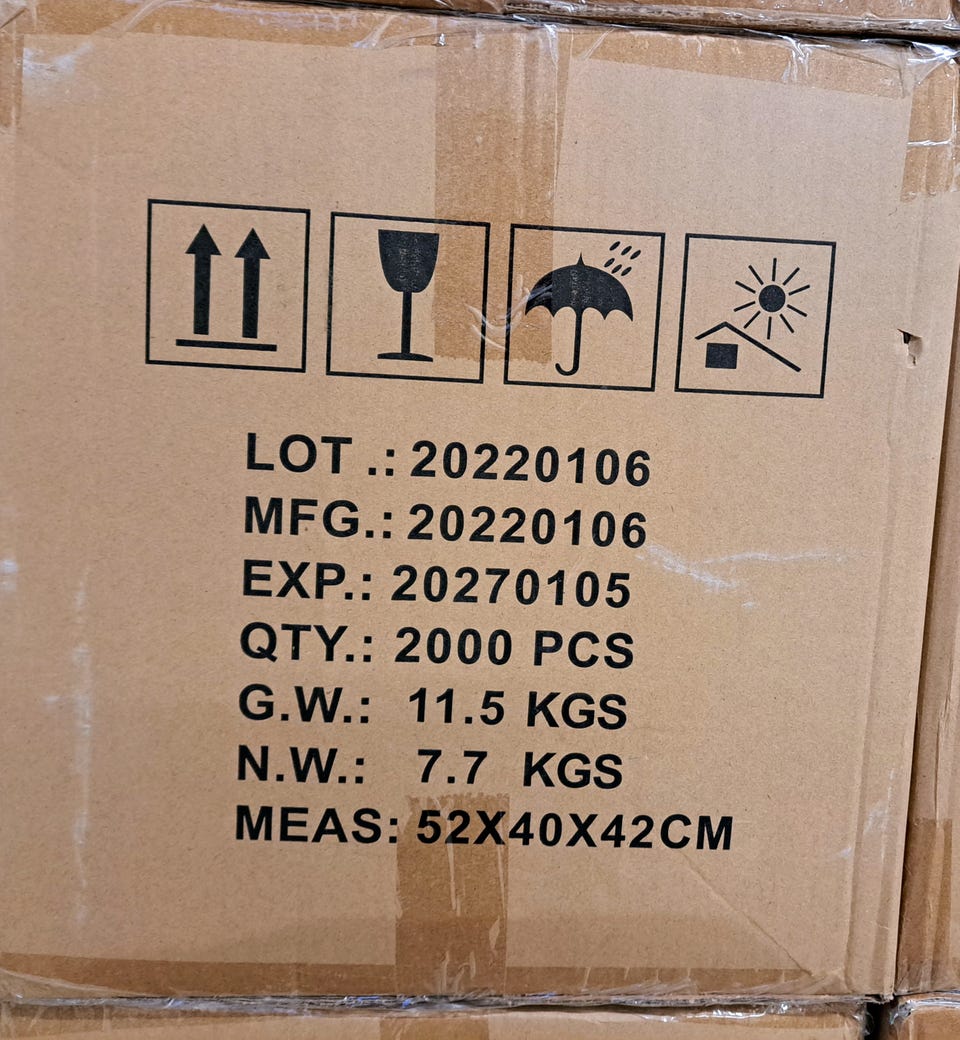 LOT .: 20220106
MFG.: 20220106
EXP.: 20270105
QTY.: 2000 PCS
G.W.: 11.5 KGS
N.W.: 7.7 KGS
MEAS: 52X40X42CM